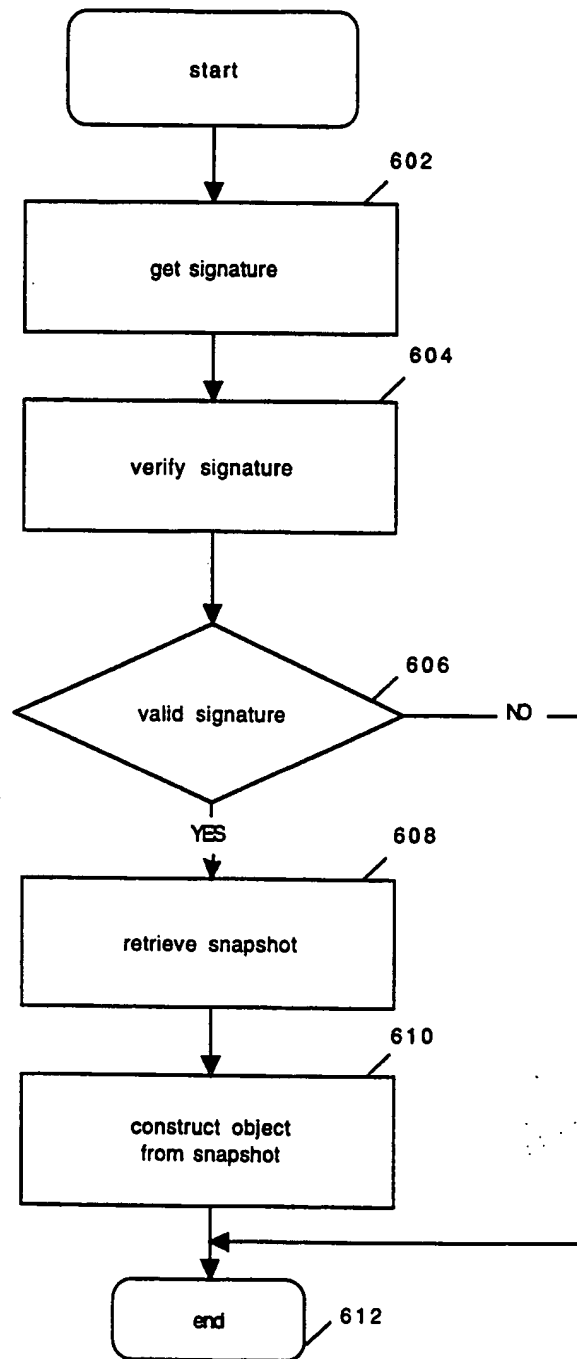 start
602
get signature
604
verify signature
606
valid signature
NO
YES
608
retrieve snapshot
610
construct object
from snapshot
end
612